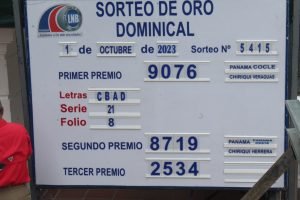 LNB
SORTEO DE ORO
DOMINICAL
1 de OCTUBRE de 2023 Sorteo Nº 5415
PRIMER PREMIO 9076 PANAMA COCLE
CHIRIQUI VERAGUAS
Letras CBAD
Serie 21
Folio 8
SEGUNDO PREMIO 8719 PANAMA
CHIRIQUI HERRERA
TERCER PREMIO 2534